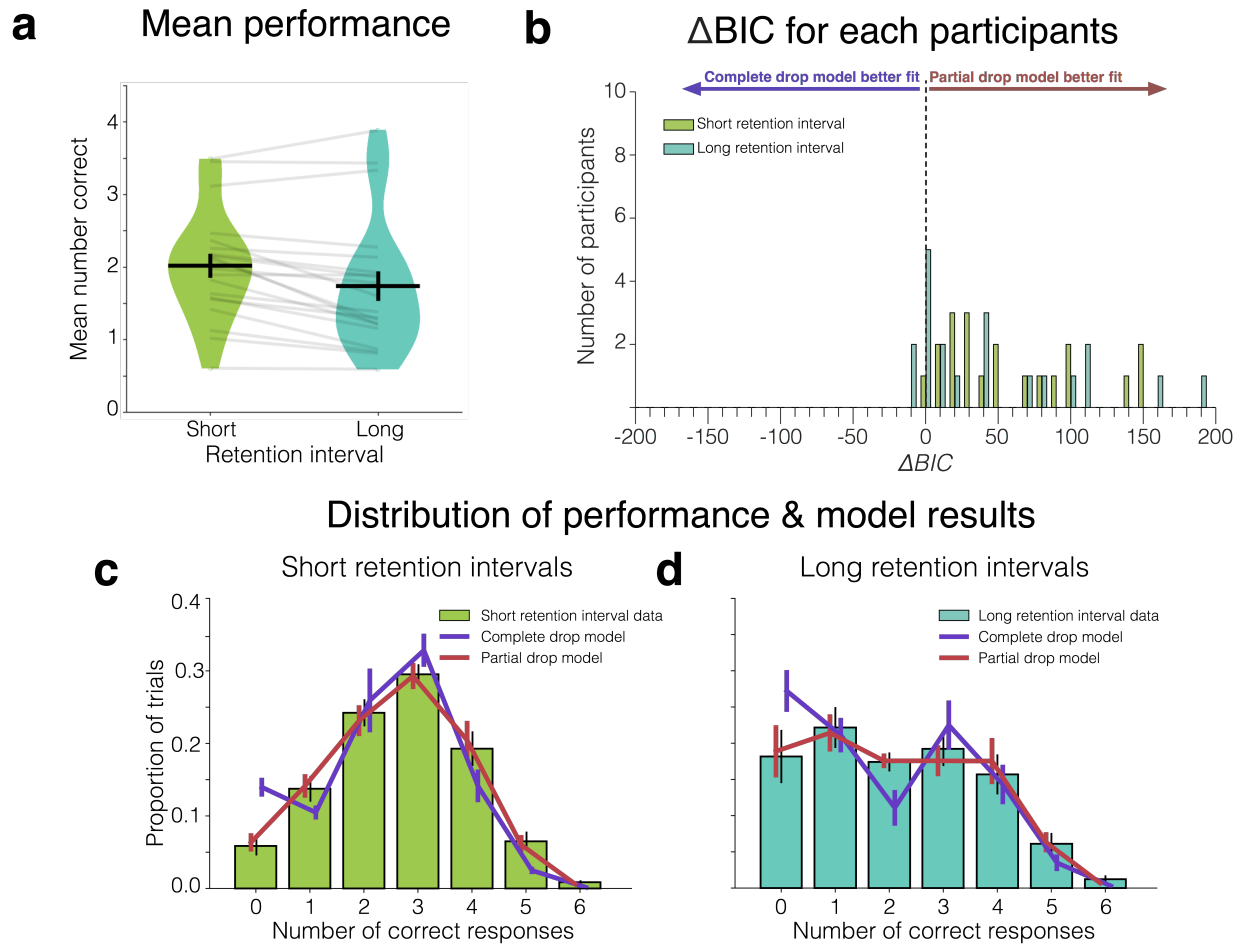 a
Mean performance
4
3
2
1
0
Mean number correct
Short
Long
Retention interval
b
ΔBIC for each participants
Complete drop model better fit
Partial drop model better fit
10
8
6
4
2
Number of participants
Short retention interval
Long retention interval
-200 -150 -100 -50 0 50 100 150 200
ΔBIC
Distribution of performance & model results
c
Short retention intervals
0.4
0.3
0.2
0.1
0.0
Proportion of trials
Short retention interval data
Complete drop model
Partial drop model
0 1 2 3 4 5 6
Number of correct responses
d
Long retention intervals
Long retention interval data
Complete drop model
Partial drop model
0 1 2 3 4 5 6
Number of correct responses